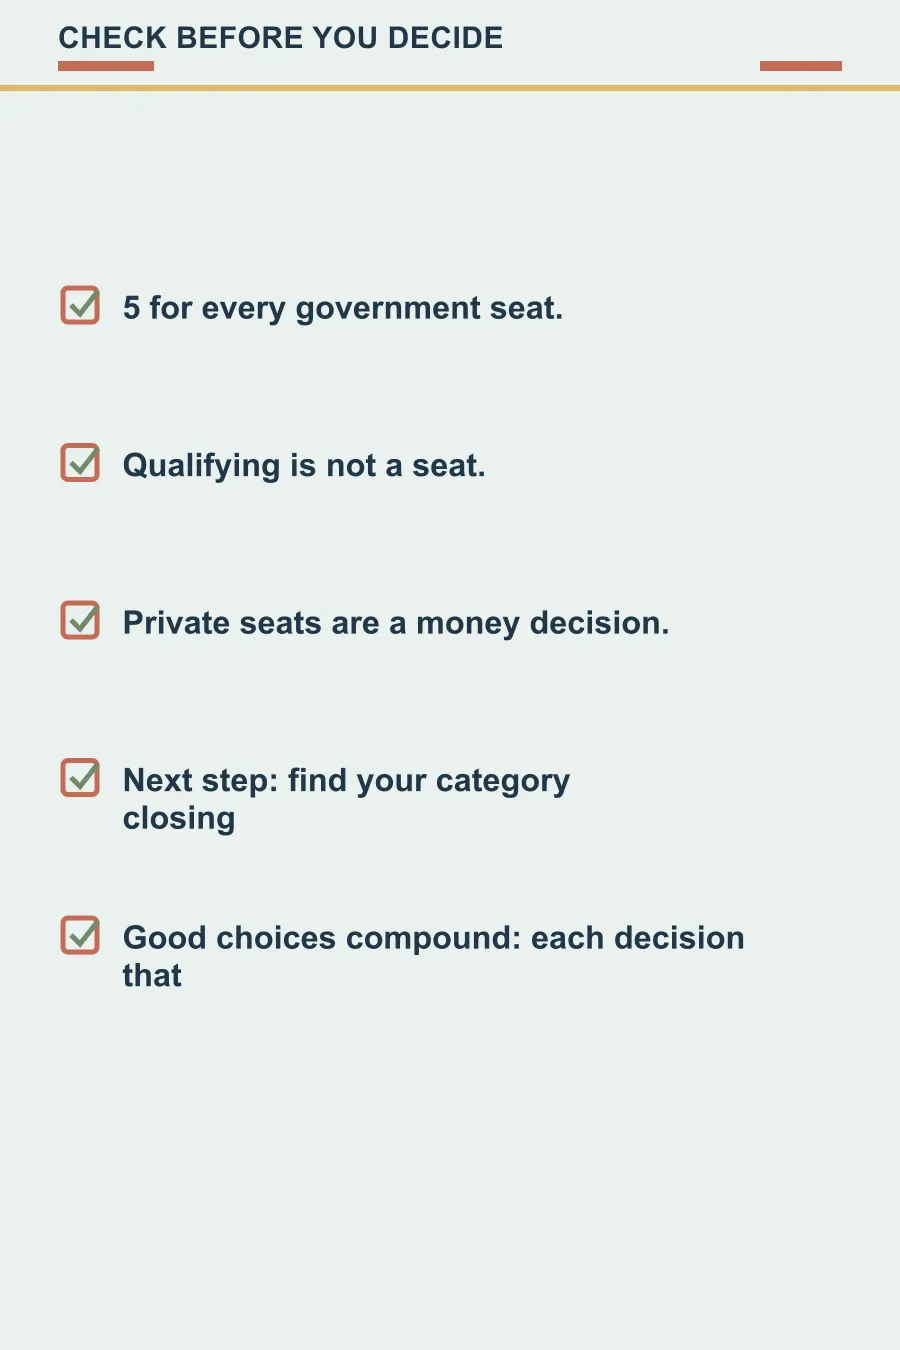 CHECK BEFORE YOU DECIDE
5 for every government seat.
Qualifying is not a seat.
Private seats are a money decision.
Next step: find your category
closing
Good choices compound: each decision
that